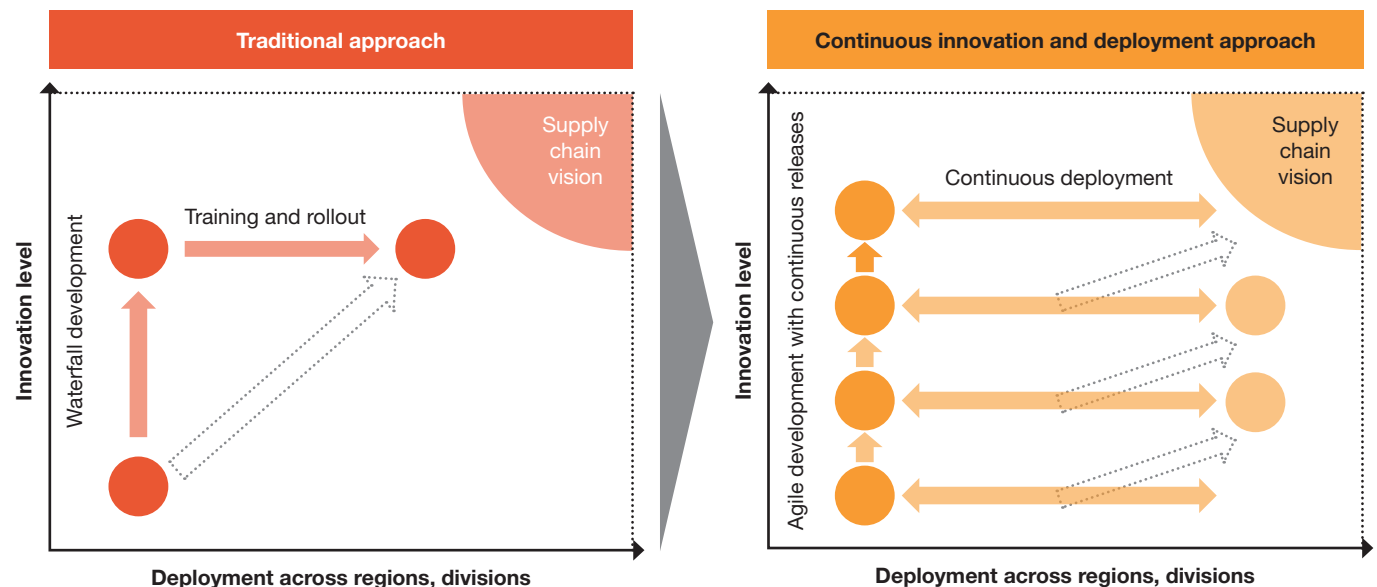 Traditional approach
Supply
chain
vision
Training and rollout
Waterfall development
Innovation level
Deployment across regions, divisions
Continuous innovation and deployment approach
Supply
chain
vision
Continuous deployment
Agile development with continuous releases
Innovation level
Deployment across regions, divisions